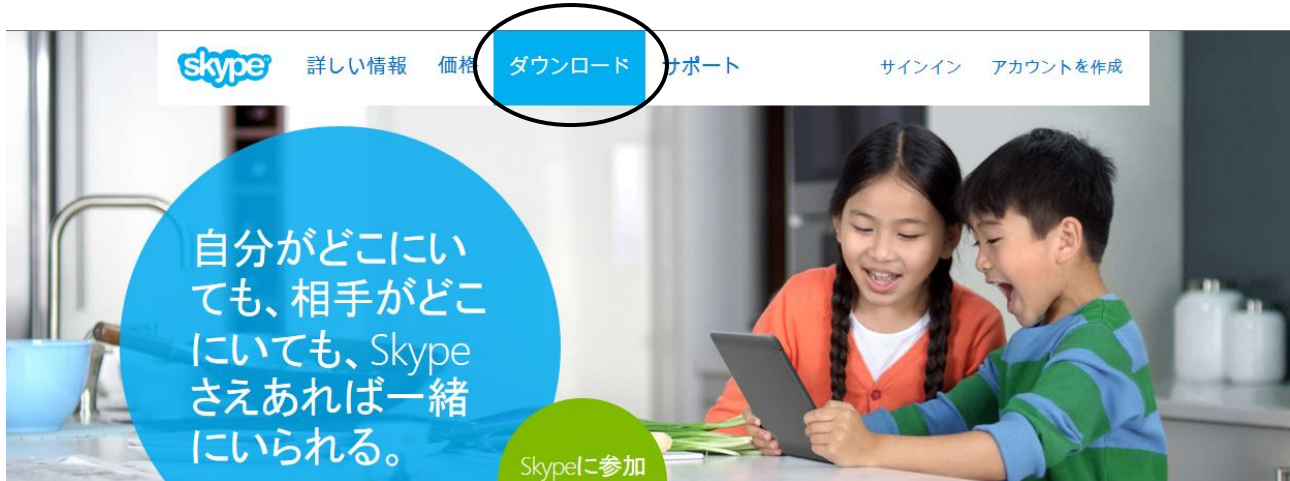 skype 詳しい情報 価格 ダウンロード サポート サインイン アカウントを作成
自分がどこにい
ても、相手がどこ
にいても、Skype
さえあれば一緒
にいられる。
Skypeに参加